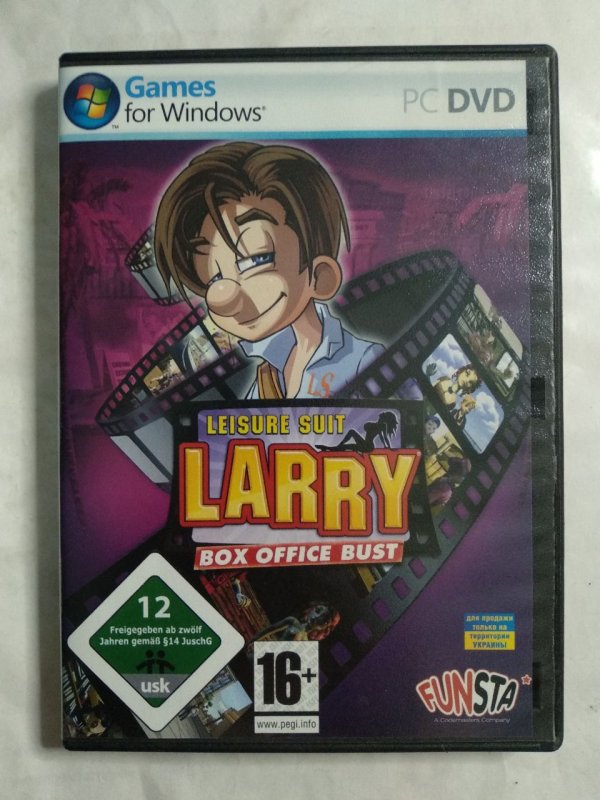 Games
for Windows®
™
PC DVD
L.S.
LEISURE SUIT
LARRY
BOX OFFICE BUST
12
Freigegeben ab zwölf
Jahren gemäß §14 JuschG
usk
16+
www.pegi.info
для продажи
только на
территории
УКРАИНЫ
FUNSTA
A Codemasters Company